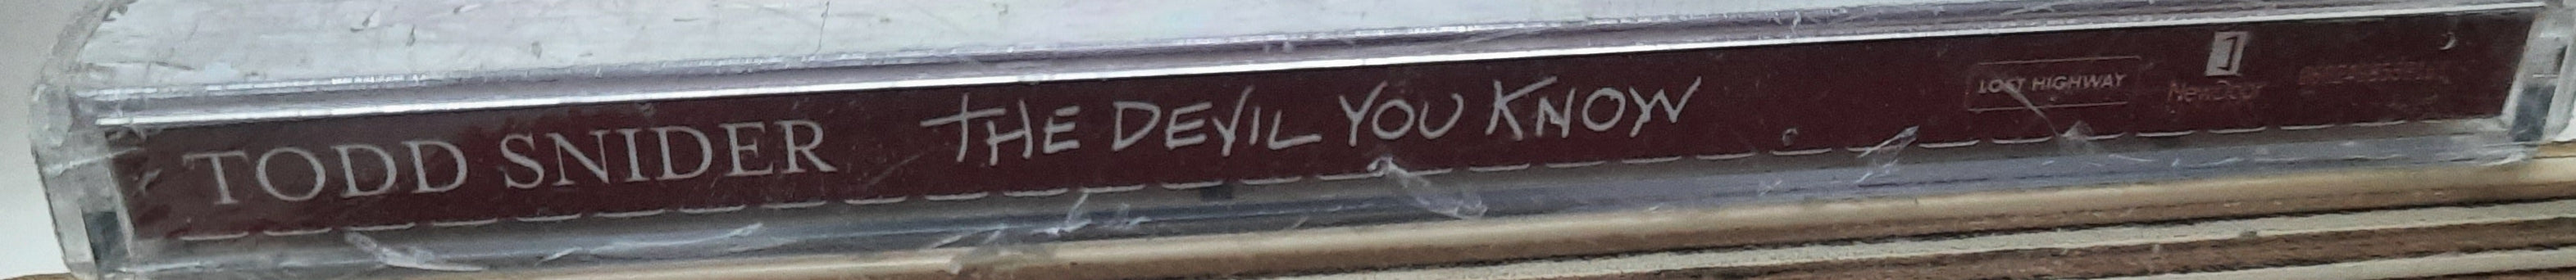 TODD SNIDER THE DEVIL YOU KNOW LOST HIGHWAY NewDoor